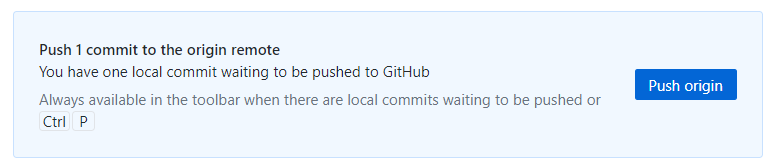 Push 1 commit to the origin remote
You have one local commit waiting to be pushed to GitHub
Always available in the toolbar when there are local commits waiting to be pushed or
Ctrl P
Push origin